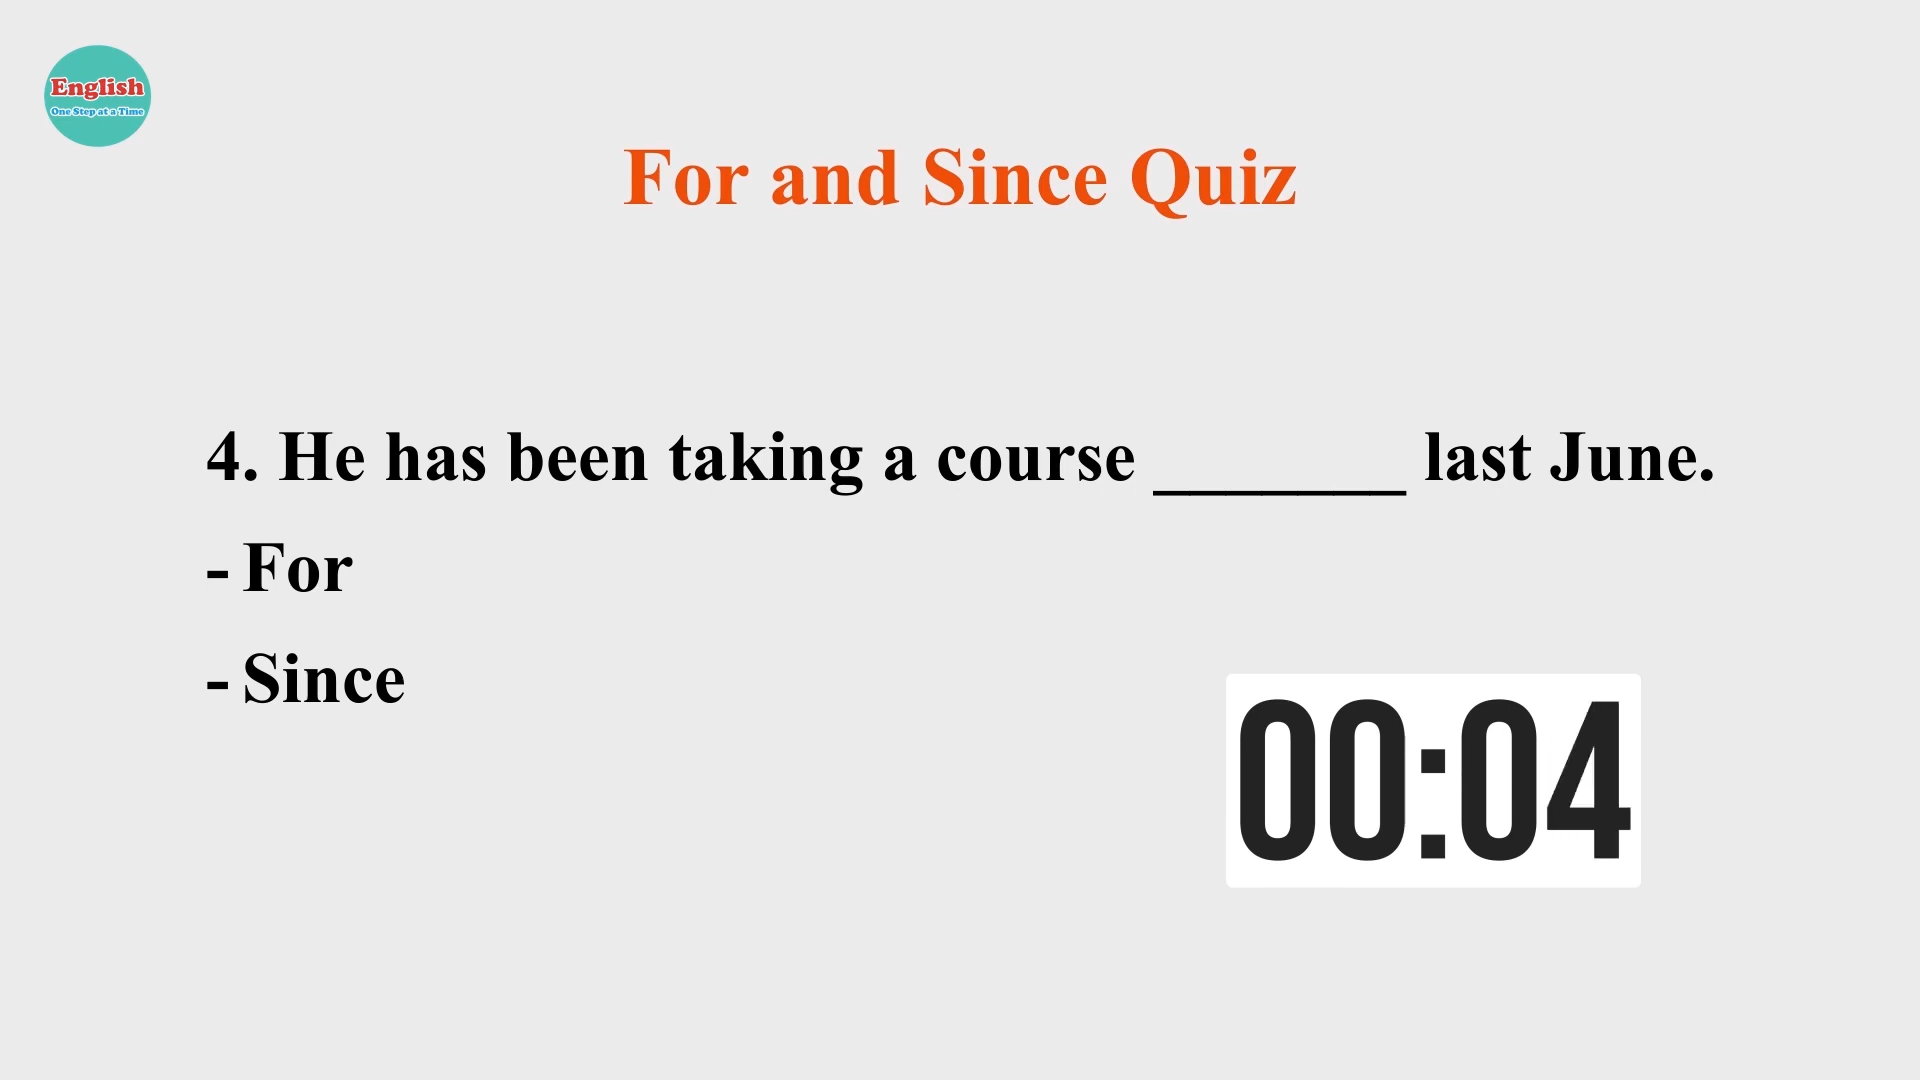 English
One Step at a Time
For and Since Quiz
4. He has been taking a course _______ last June.
- For
- Since
00:04